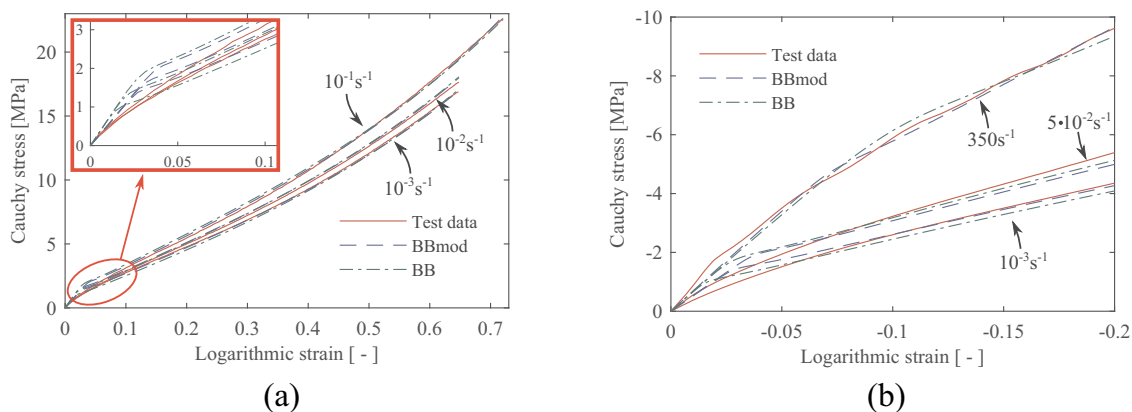 Cauchy stress [MPa]
20
15
10
5
0
3
2
1
0
0
0.05
0.1
10⁻¹s⁻¹
10⁻²s⁻¹
10⁻³s⁻¹
Test data
BBmod
BB
0 0.1 0.2 0.3 0.4 0.5 0.6 0.7
Logarithmic strain [ - ]
(a)
Cauchy stress [MPa]
-10
-8
-6
-4
-2
0
Test data
BBmod
BB
350s⁻¹
5•10⁻²s⁻¹
10⁻³s⁻¹
0 -0.05 -0.1 -0.15 -0.2
Logarithmic strain [ - ]
(b)